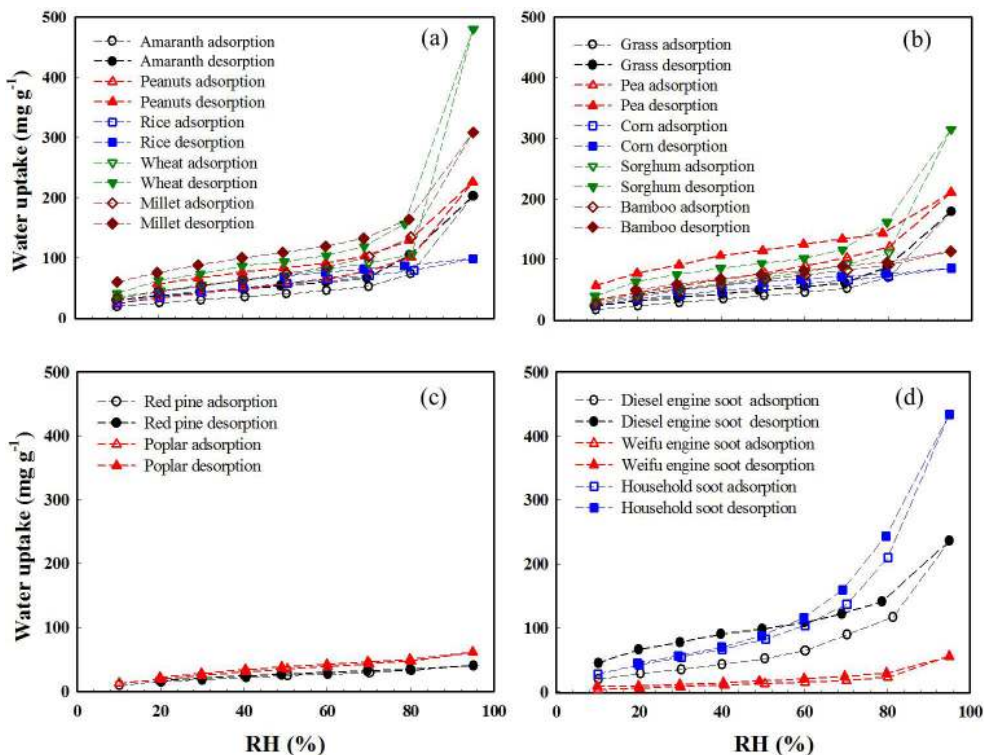 (a)
Amaranth adsorption
Amaranth desorption
Peanuts adsorption
Peanuts desorption
Rice adsorption
Rice desorption
Wheat adsorption
Wheat desorption
Millet adsorption
Millet desorption
Water uptake (mg g⁻¹)
500
400
300
200
100
0
(b)
Grass adsorption
Grass desorption
Pea adsorption
Pea desorption
Corn adsorption
Corn desorption
Sorghum adsorption
Sorghum desorption
Bamboo adsorption
Bamboo desorption
500
400
300
200
100
0
(c)
Red pine adsorption
Red pine desorption
Poplar adsorption
Poplar desorption
Water uptake (mg g⁻¹)
500
400
300
200
100
0
0 20 40 60 80 100
RH (%)
(d)
Diesel engine soot adsorption
Diesel engine soot desorption
Weifu engine soot adsorption
Weifu engine soot desorption
Household soot adsorption
Household soot desorption
500
400
300
200
100
0
0 20 40 60 80 100
RH (%)